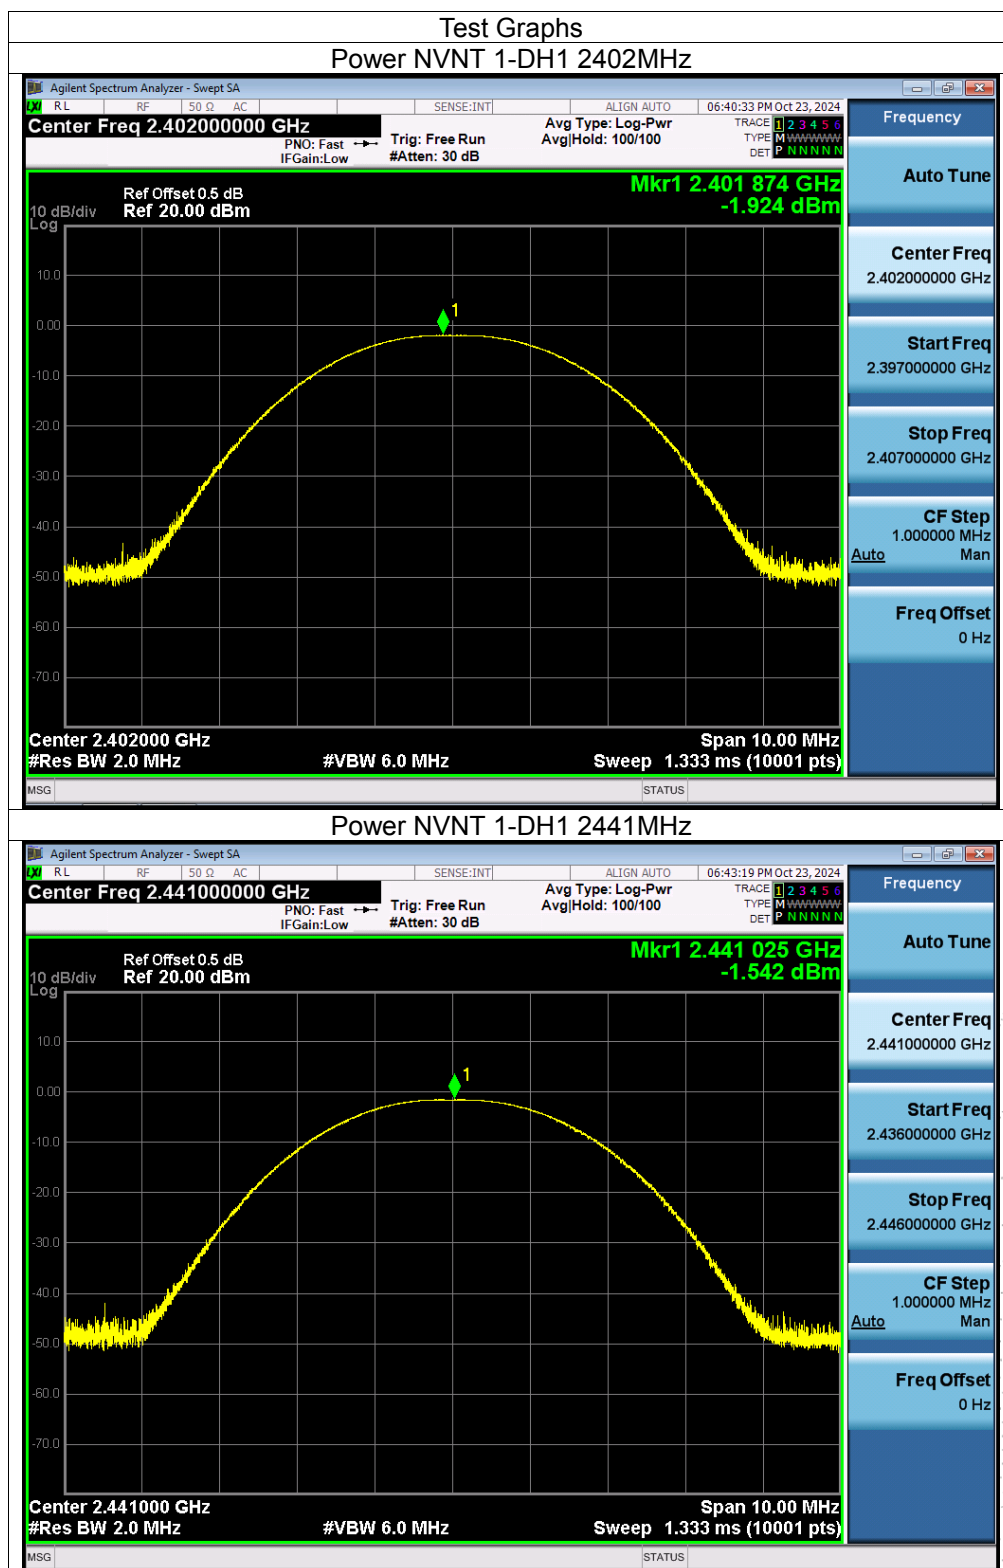 Test Graphs
Power NVNT 1-DH1 2402MHz
Agilent Spectrum Analyzer - Swept SA
LXI RL RF 50 Ω AC SENSE:INT ALIGN AUTO 06:40:33 PM Oct 23, 2024
Center Freq 2.402000000 GHz
PNO: Fast
IFGain:Low
Trig: Free Run
#Atten: 30 dB
Avg Type: Log-Pwr
Avg|Hold: 100/100
TRACE 1 2 3 4 5 6
TYPE M W W W W W
DET P N N N N N
Frequency
Mkr1 2.401 874 GHz
-1.924 dBm
Ref Offset 0.5 dB
10 dB/div Ref 20.00 dBm
Log
10.0
0.00
-10.0
-20.0
-30.0
-40.0
-50.0
-60.0
-70.0
1
Center 2.402000 GHz Span 10.00 MHz
#Res BW 2.0 MHz #VBW 6.0 MHz Sweep 1.333 ms (10001 pts)
MSG STATUS
Auto Tune
Center Freq
2.402000000 GHz
Start Freq
2.397000000 GHz
Stop Freq
2.407000000 GHz
CF Step
1.000000 MHz
Auto Man
Freq Offset
0 Hz
Power NVNT 1-DH1 2441MHz
Agilent Spectrum Analyzer - Swept SA
LXI RL RF 50 Ω AC SENSE:INT ALIGN AUTO 06:43:19 PM Oct 23, 2024
Center Freq 2.441000000 GHz
PNO: Fast
IFGain:Low
Trig: Free Run
#Atten: 30 dB
Avg Type: Log-Pwr
Avg|Hold: 100/100
TRACE 1 2 3 4 5 6
TYPE M W W W W W
DET P N N N N N
Frequency
Mkr1 2.441 025 GHz
-1.542 dBm
Ref Offset 0.5 dB
10 dB/div Ref 20.00 dBm
Log
10.0
0.00
-10.0
-20.0
-30.0
-40.0
-50.0
-60.0
-70.0
1
Center 2.441000 GHz Span 10.00 MHz
#Res BW 2.0 MHz #VBW 6.0 MHz Sweep 1.333 ms (10001 pts)
MSG STATUS
Auto Tune
Center Freq
2.441000000 GHz
Start Freq
2.436000000 GHz
Stop Freq
2.446000000 GHz
CF Step
1.000000 MHz
Auto Man
Freq Offset
0 Hz